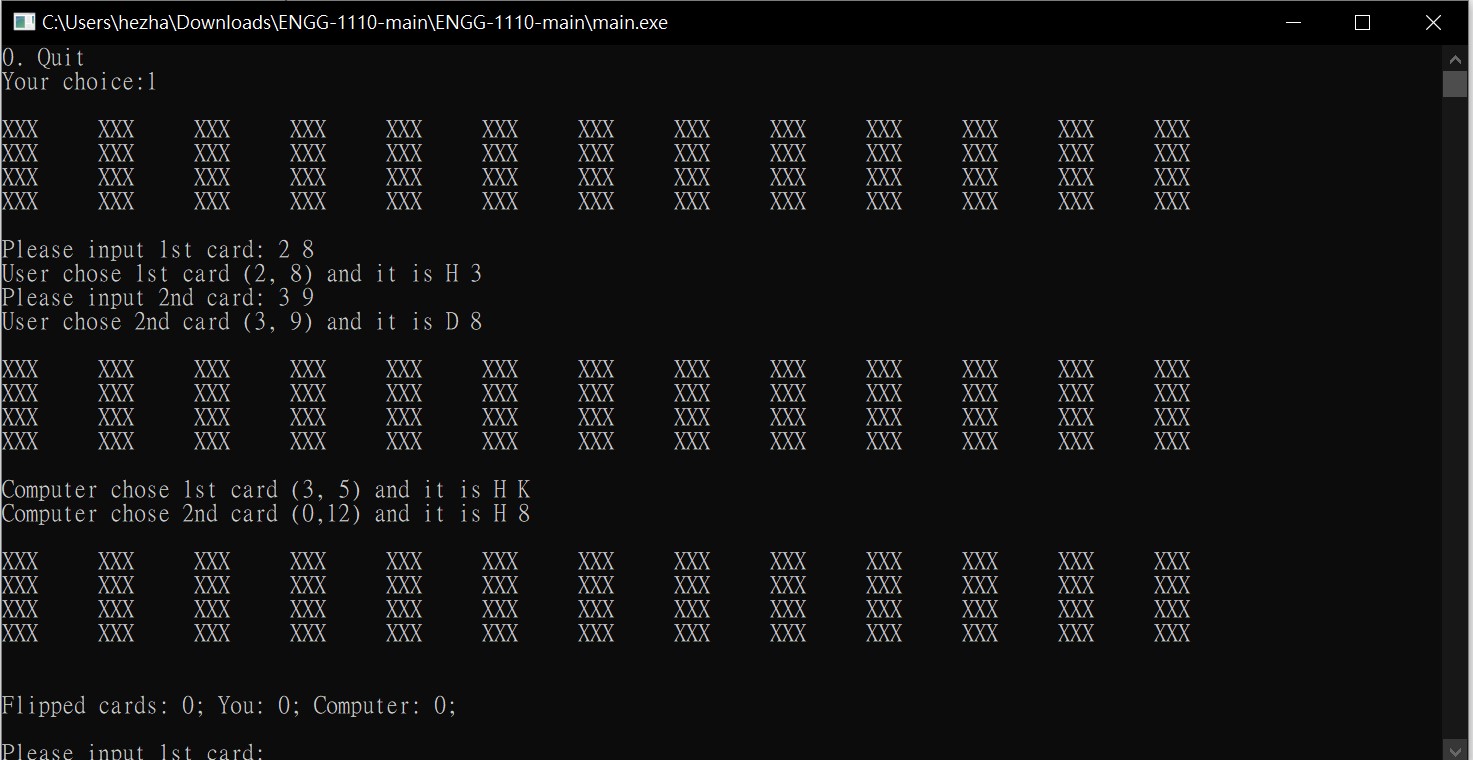 C:\Users\hezha\Downloads\ENGG-1110-main\ENGG-1110-main\main.exe
0. Quit
Your choice:1
XXX XXX XXX XXX XXX XXX XXX XXX XXX XXX XXX XXX XXX
XXX XXX XXX XXX XXX XXX XXX XXX XXX XXX XXX XXX XXX
XXX XXX XXX XXX XXX XXX XXX XXX XXX XXX XXX XXX XXX
XXX XXX XXX XXX XXX XXX XXX XXX XXX XXX XXX XXX XXX
Please input 1st card: 2 8
User chose 1st card (2, 8) and it is H 3
Please input 2nd card: 3 9
User chose 2nd card (3, 9) and it is D 8
XXX XXX XXX XXX XXX XXX XXX XXX XXX XXX XXX XXX XXX
XXX XXX XXX XXX XXX XXX XXX XXX XXX XXX XXX XXX XXX
XXX XXX XXX XXX XXX XXX XXX XXX XXX XXX XXX XXX XXX
XXX XXX XXX XXX XXX XXX XXX XXX XXX XXX XXX XXX XXX
Computer chose 1st card (3, 5) and it is H K
Computer chose 2nd card (0,12) and it is H 8
XXX XXX XXX XXX XXX XXX XXX XXX XXX XXX XXX XXX XXX
XXX XXX XXX XXX XXX XXX XXX XXX XXX XXX XXX XXX XXX
XXX XXX XXX XXX XXX XXX XXX XXX XXX XXX XXX XXX XXX
XXX XXX XXX XXX XXX XXX XXX XXX XXX XXX XXX XXX XXX
Flipped cards: 0; You: 0; Computer: 0;
Please input 1st card: